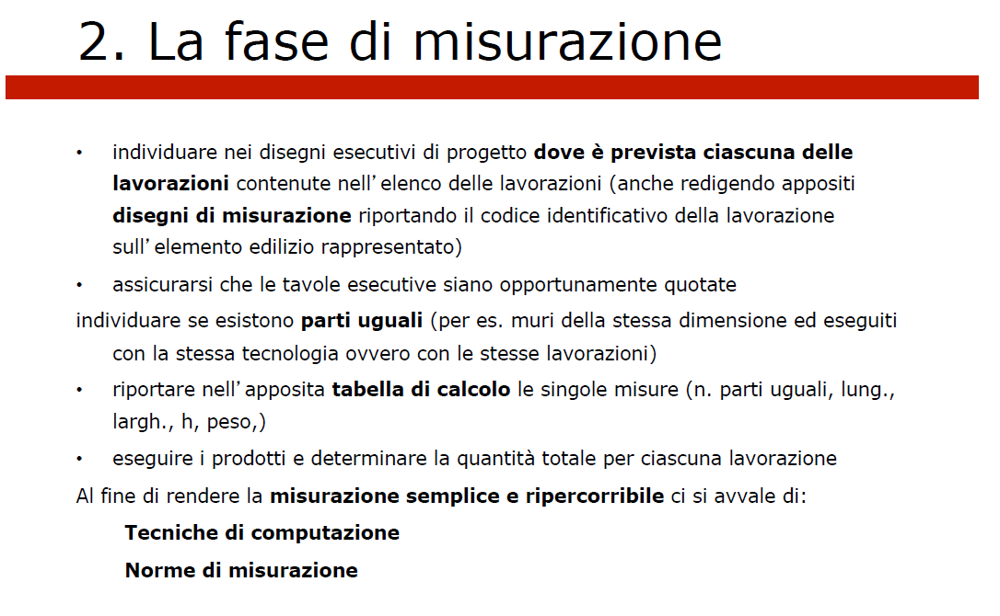 2. La fase di misurazione
• individuare nei disegni esecutivi di progetto dove è prevista ciascuna delle
lavorazioni contenute nell’elenco delle lavorazioni (anche redigendo appositi
disegni di misurazione riportando il codice identificativo della lavorazione
sull’elemento edilizio rappresentato)
• assicurarsi che le tavole esecutive siano opportunamente quotate
individuare se esistono parti uguali (per es. muri della stessa dimensione ed eseguiti
con la stessa tecnologia ovvero con le stesse lavorazioni)
• riportare nell’apposita tabella di calcolo le singole misure (n. parti uguali, lung.,
largh., h, peso,)
• eseguire i prodotti e determinare la quantità totale per ciascuna lavorazione
Al fine di rendere la misurazione semplice e ripercorribile ci si avvale di:
Tecniche di computazione
Norme di misurazione